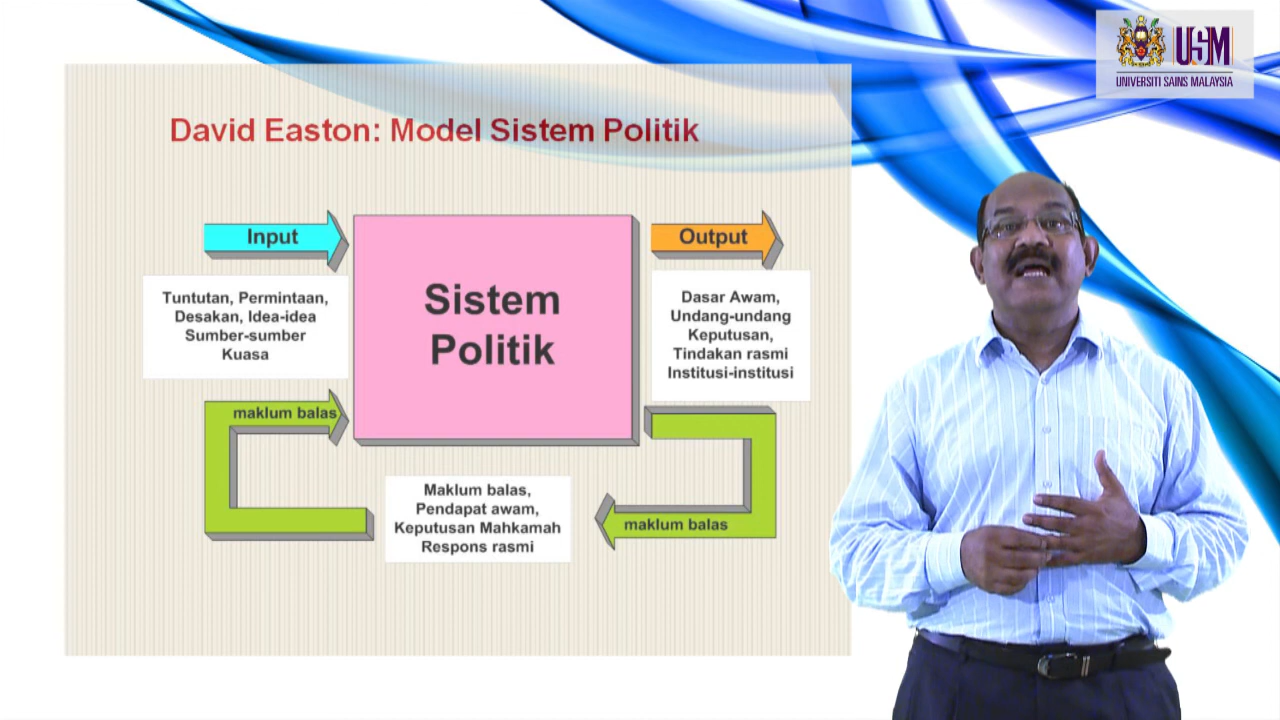 USM
UNIVERSITI SAINS MALAYSIA
David Easton: Model Sistem Politik
Input
Sistem
Politik
Output
Tuntutan, Permintaan,
Desakan, Idea-idea
Sumber-sumber
Kuasa
Dasar Awam,
Undang-undang
Keputusan,
Tindakan rasmi
Institusi-institusi
maklum balas
Maklum balas,
Pendapat awam,
Keputusan Mahkamah
Respons rasmi
maklum balas